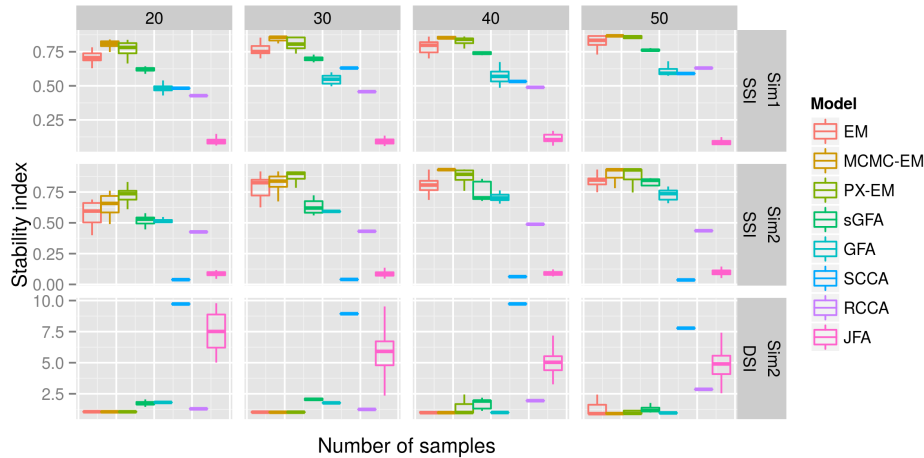 20 30 40 50
0.75
0.50
0.25
Sim1
SSI
0.75
0.50
0.25
0.00
Sim2
SSI
10.0
7.5
5.0
2.5
Sim2
DSI
Stability index
Number of samples
Model
EM
MCMC-EM
PX-EM
sGFA
GFA
SCCA
RCCA
JFA